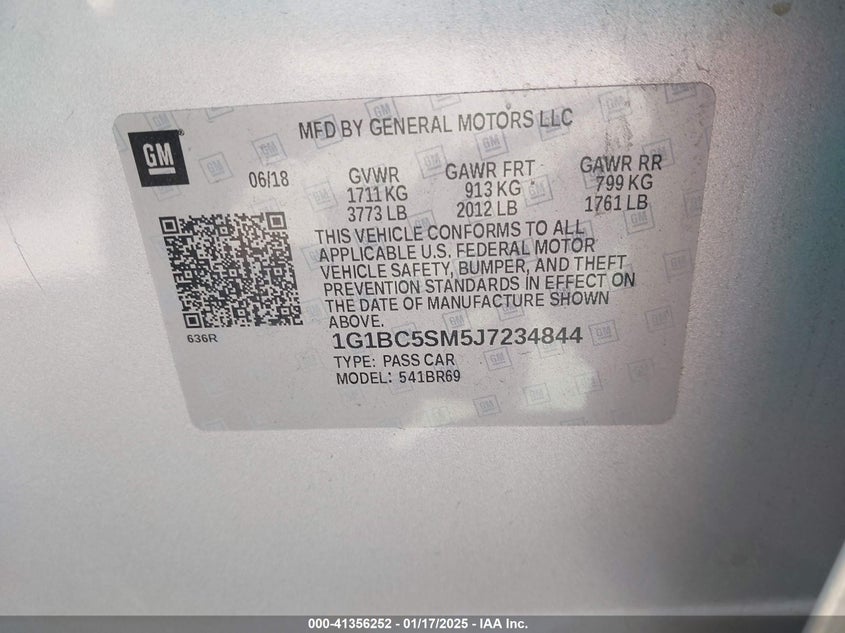 MFD BY GENERAL MOTORS LLC
GM
06/18
GVWR GAWR FRT GAWR RR
1711 KG 913 KG 799 KG
3773 LB 2012 LB 1761 LB
THIS VEHICLE CONFORMS TO ALL
APPLICABLE U.S. FEDERAL MOTOR
VEHICLE SAFETY, BUMPER, AND THEFT
PREVENTION STANDARDS IN EFFECT ON
THE DATE OF MANUFACTURE SHOWN
ABOVE.
636R
1G1BC5SM5J7234844
TYPE: PASS CAR
MODEL: 541BR69
000-41356252 - 01/17/2025 - IAA Inc.